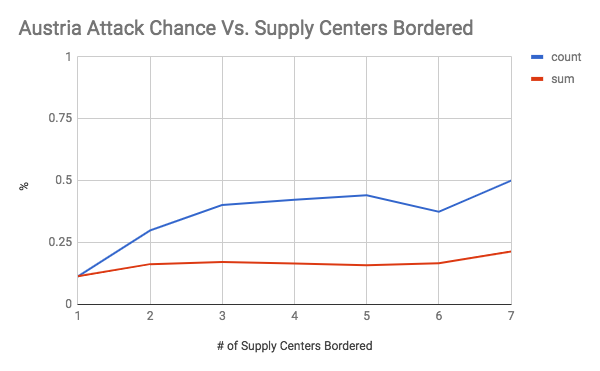 Austria Attack Chance Vs. Supply Centers Bordered
count
sum
1
0.75
0.5
0.25
0
%
1 2 3 4 5 6 7
# of Supply Centers Bordered